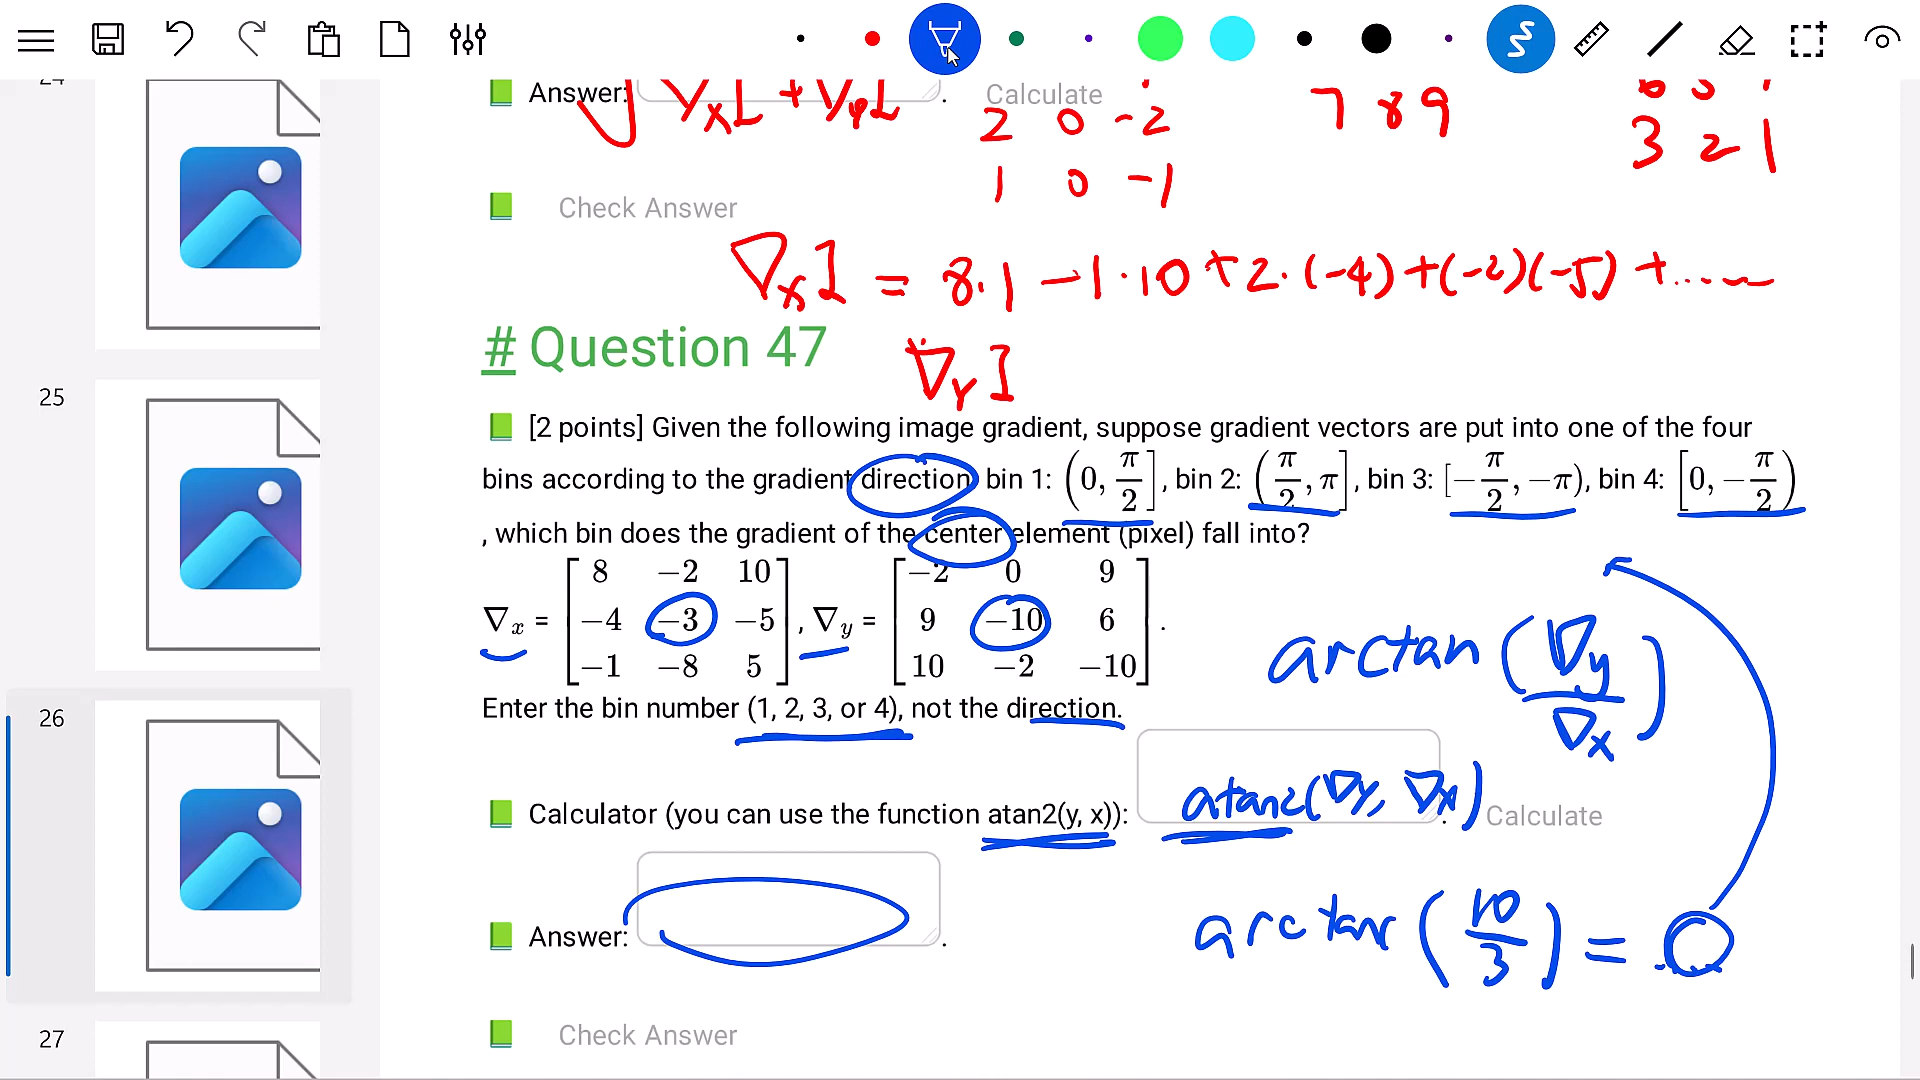 24
Answer: ∇xI + ∇yI . Calculate
2 0 -2
7 8 9
3 2 1
Check Answer
1 0 -1
∇xI = 8·1 -1·10 + 2·(-4) + (-2)(-5) + ......
# Question 47
∇Y I
25
[2 points] Given the following image gradient, suppose gradient vectors are put into one of the four
bins according to the gradient direction bin 1: (0, π/2], bin 2: (π/2, π], bin 3: [−π/2, −π), bin 4: [0, −π/2)
, which bin does the gradient of the center element (pixel) fall into?
8 −2 10 −2 0 9
∇x = −4 −3 −5 , ∇y = 9 −10 6 .
−1 −8 5 10 −2 −10
arctan (∇y/∇x)
Enter the bin number (1, 2, 3, or 4), not the direction.
26
Calculator (you can use the function atan2(y, x)): atan2(∇y, ∇x) . Calculate
arctan (10/3) =
Answer: .
27
Check Answer